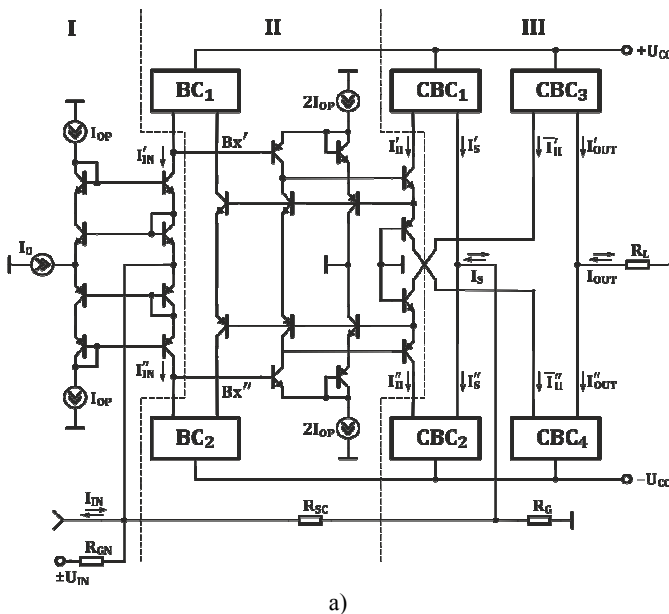 I II III
+U_CC
BC₁ CBC₁ CBC₃
I_OP 2I_OP
I'_IN Bx' I'_Π I'_S Ī'_Π I'_OUT
I_0
R_L
I_S I_OUT
I''_IN I''_Π I''_S Ī''_Π I''_OUT
Bx''
I_OP 2I_OP
BC₂ CBC₂ CBC₄
−U_CC
I_IN
R_SC R_G
R_GN
±U_IN
a)